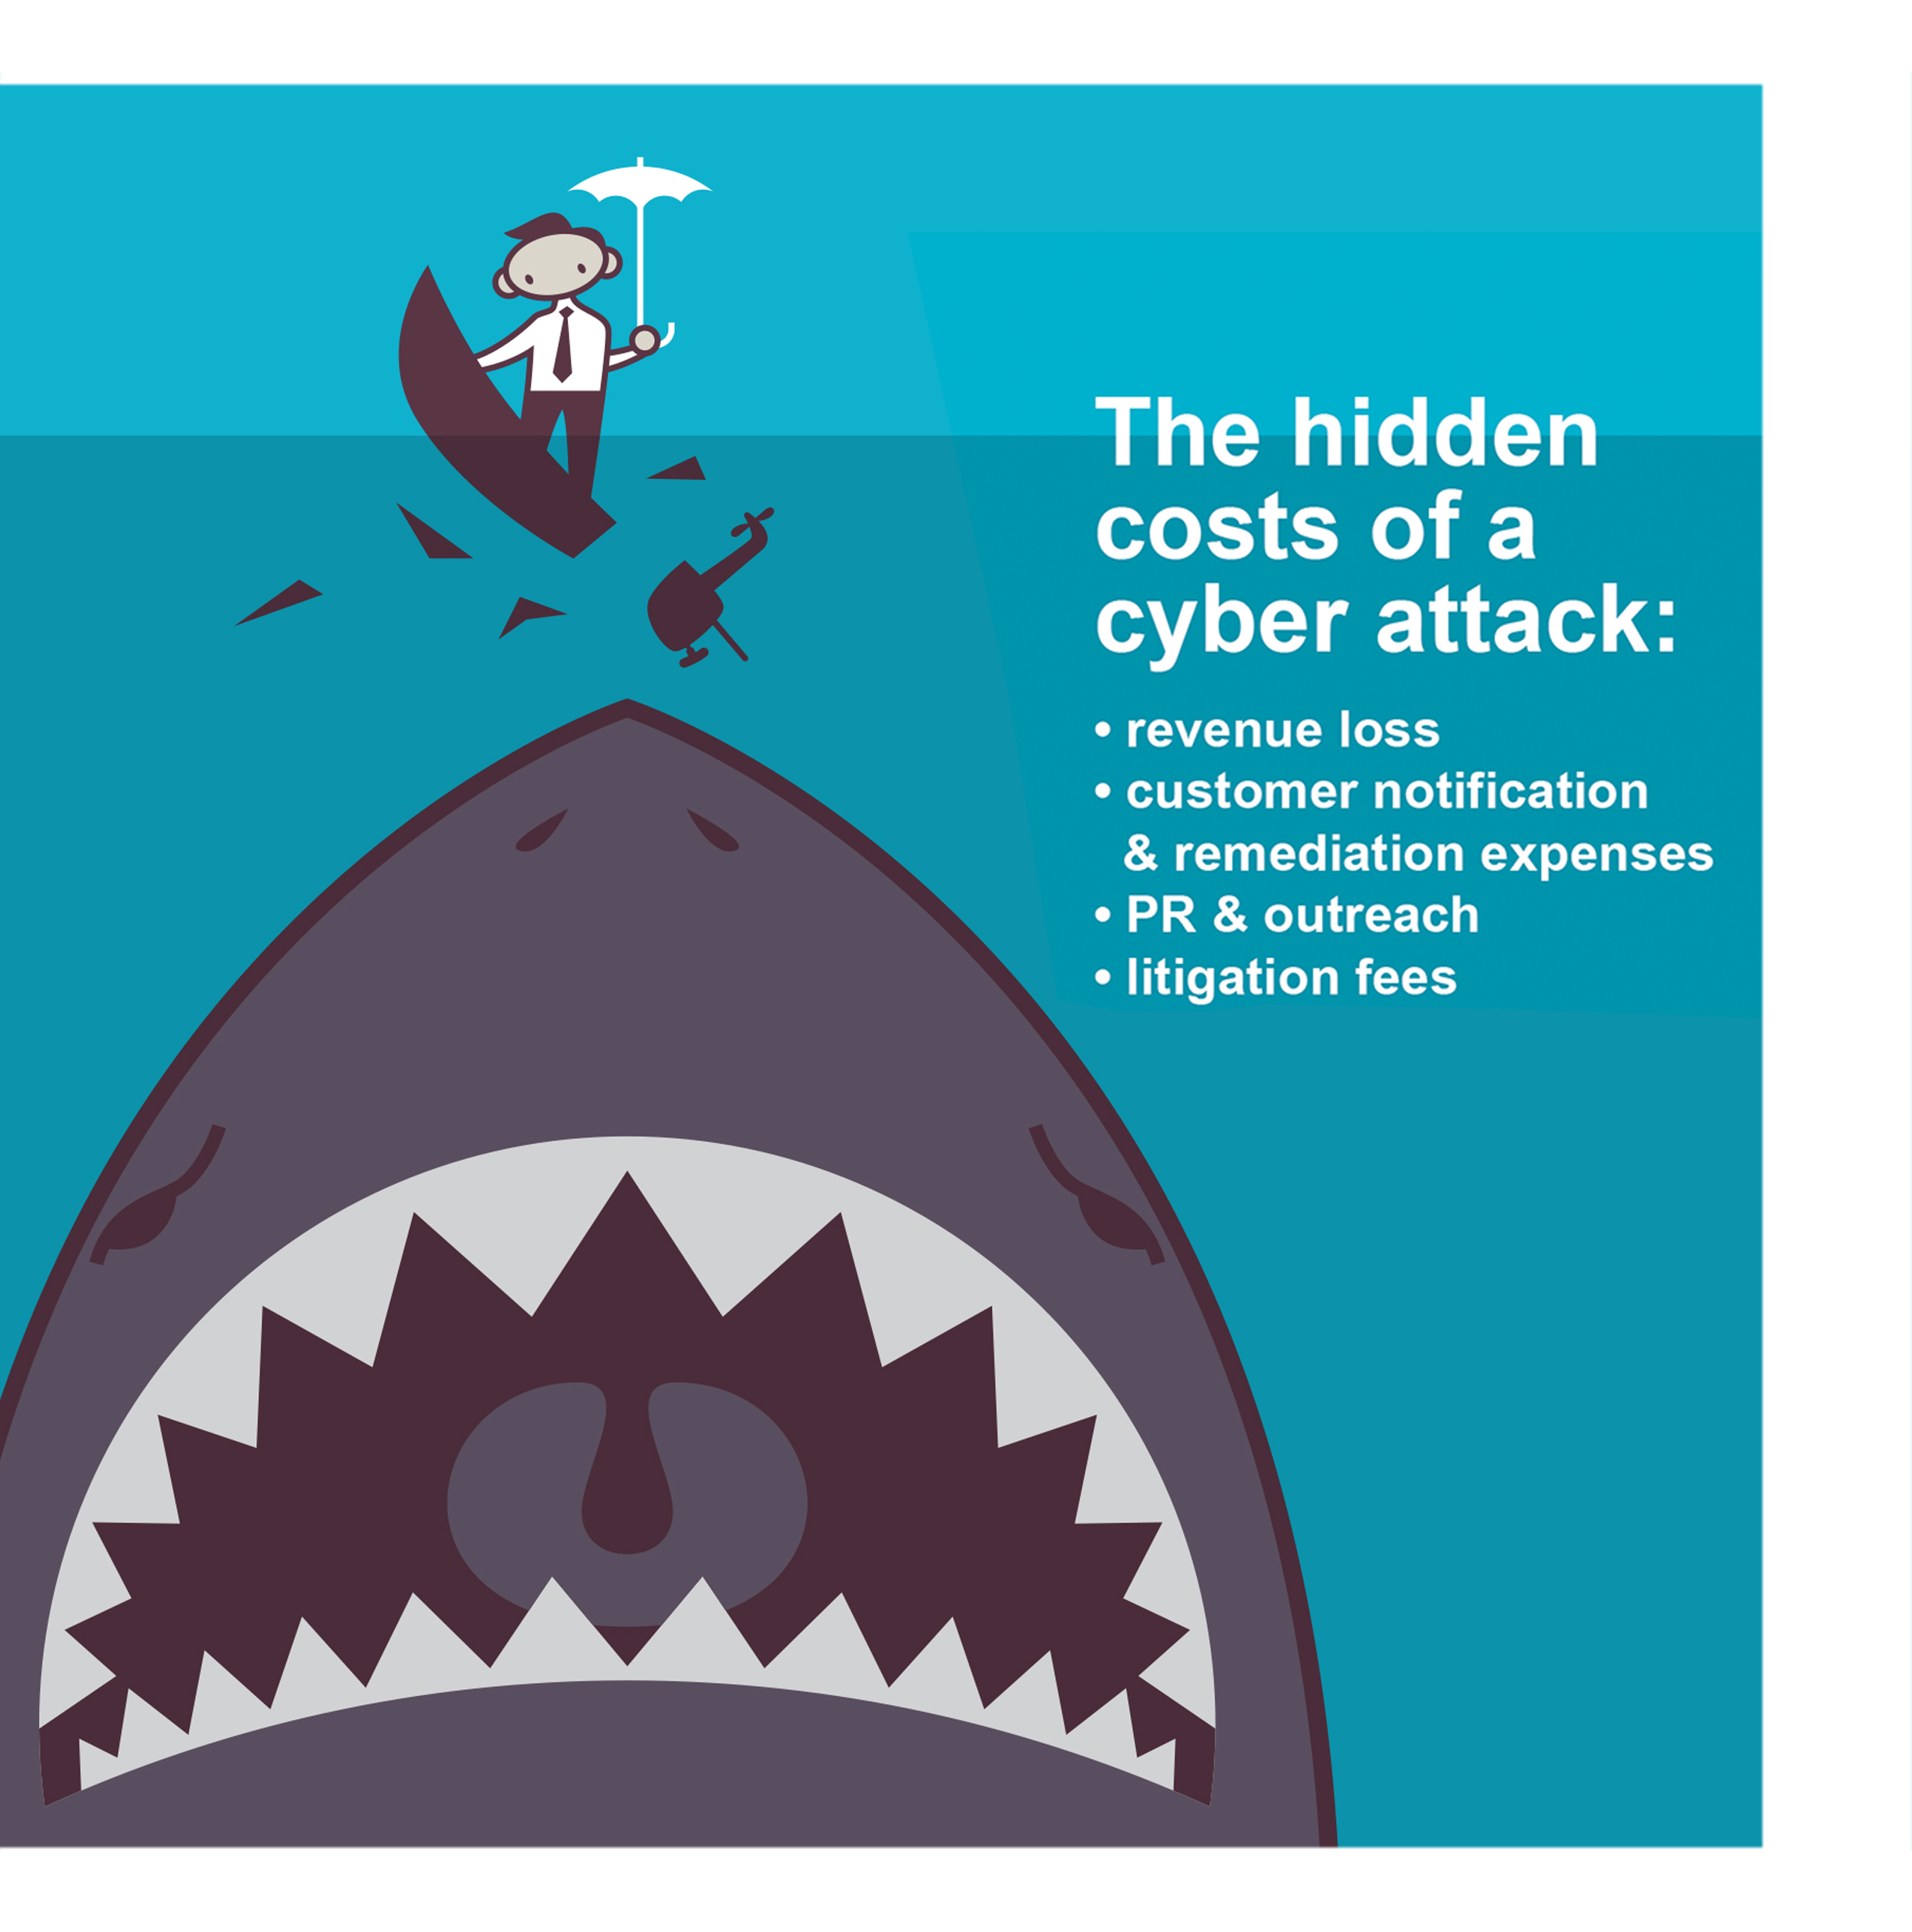 The hidden
costs of a
cyber attack:
• revenue loss
• customer notification
& remediation expenses
• PR & outreach
• litigation fees